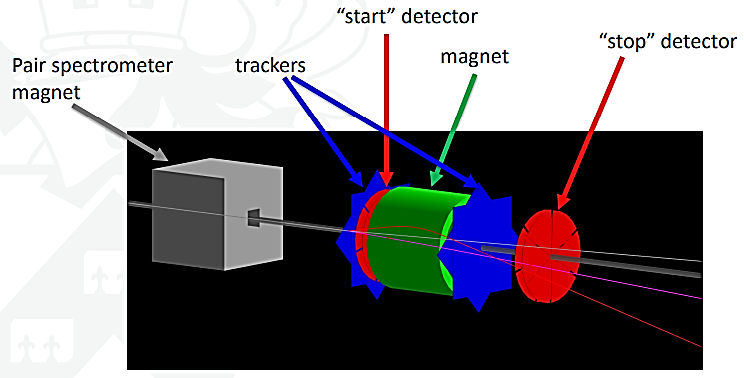 “start” detector
“stop” detector
magnet
Pair spectrometer
magnet
trackers